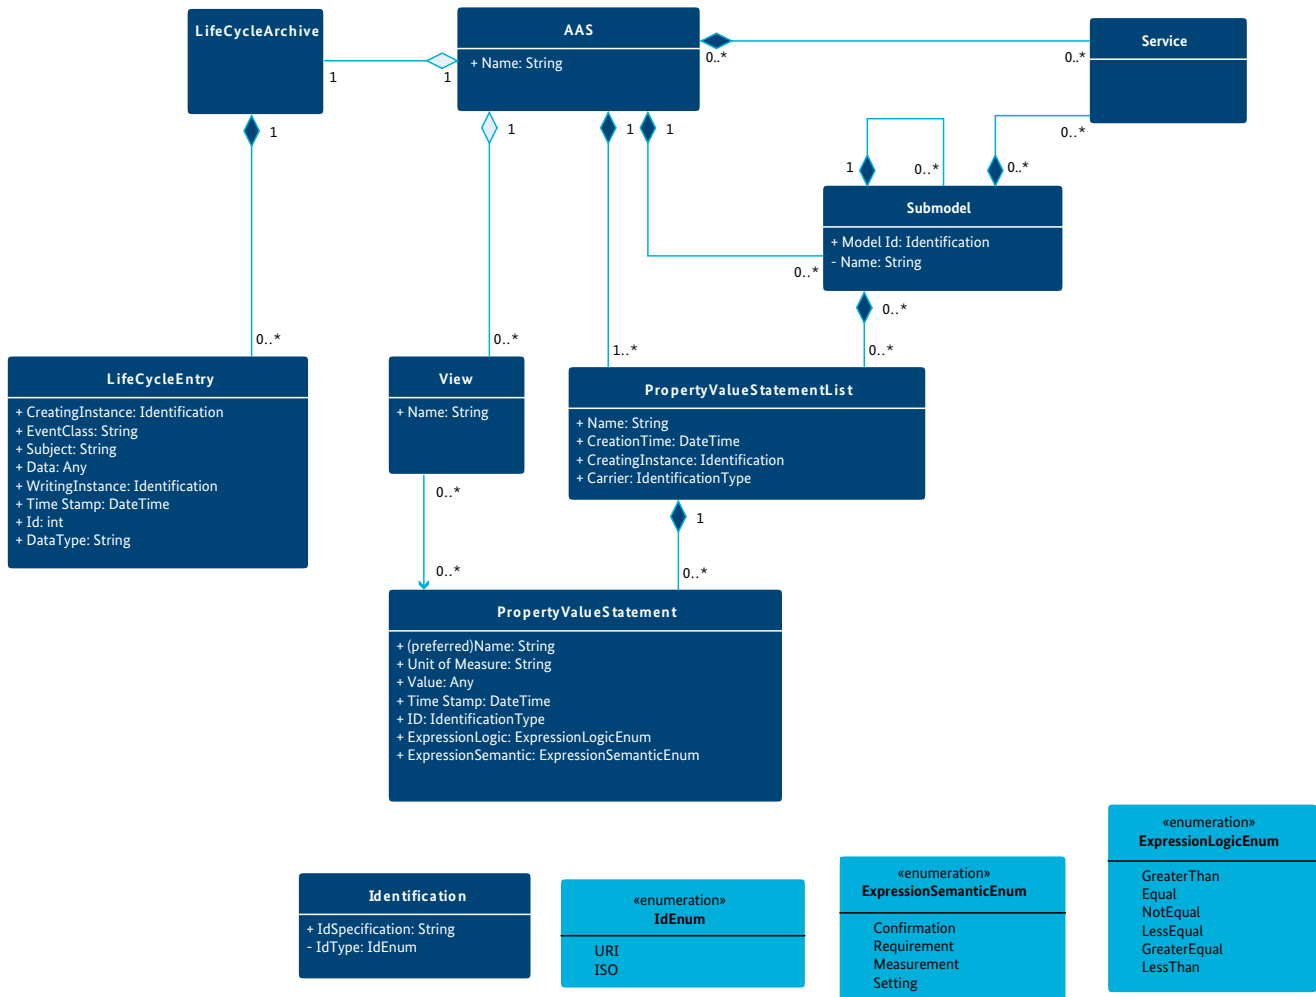 LifeCycleArchive
AAS
+ Name: String
Service
1
1
0..*
0..*
1
1
1
1
1
0..*
0..*
0..*
Submodel
+ Model Id: Identification
- Name: String
0..*
0..*
0..*
0..*
1..*
0..*
LifeCycleEntry
+ CreatingInstance: Identification
+ EventClass: String
+ Subject: String
+ Data: Any
+ WritingInstance: Identification
+ Time Stamp: DateTime
+ Id: int
+ DataType: String
View
+ Name: String
PropertyValueStatementList
+ Name: String
+ CreationTime: DateTime
+ CreatingInstance: Identification
+ Carrier: IdentificationType
0..*
1
0..*
0..*
PropertyValueStatement
+ (preferred)Name: String
+ Unit of Measure: String
+ Value: Any
+ Time Stamp: DateTime
+ ID: IdentificationType
+ ExpressionLogic: ExpressionLogicEnum
+ ExpressionSemantic: ExpressionSemanticEnum
Identification
+ IdSpecification: String
- IdType: IdEnum
«enumeration»
IdEnum
URI
ISO
«enumeration»
ExpressionSemanticEnum
Confirmation
Requirement
Measurement
Setting
«enumeration»
ExpressionLogicEnum
GreaterThan
Equal
NotEqual
LessEqual
GreaterEqual
LessThan